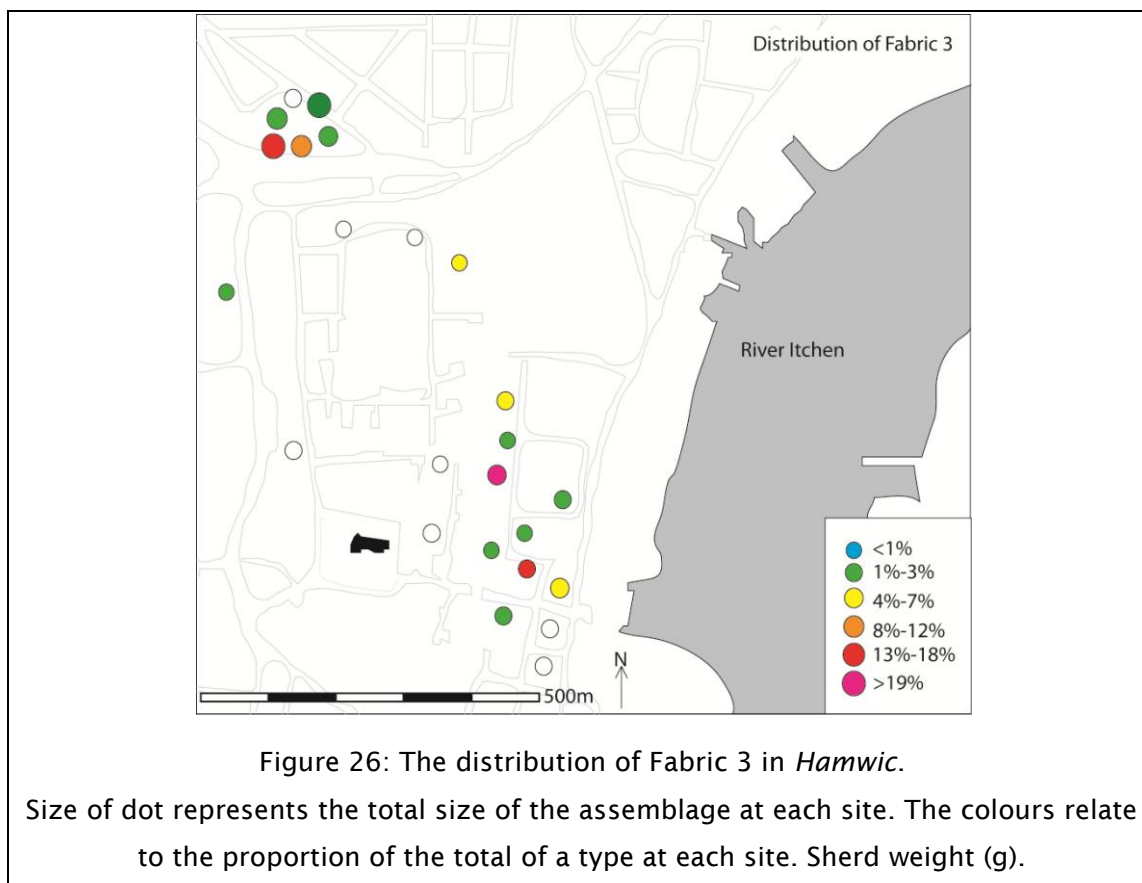 Distribution of Fabric 3
River Itchen
<1%
1%-3%
4%-7%
8%-12%
13%-18%
>19%
N
500m
Figure 26: The distribution of Fabric 3 in Hamwic.
Size of dot represents the total size of the assemblage at each site. The colours relate
to the proportion of the total of a type at each site. Sherd weight (g).